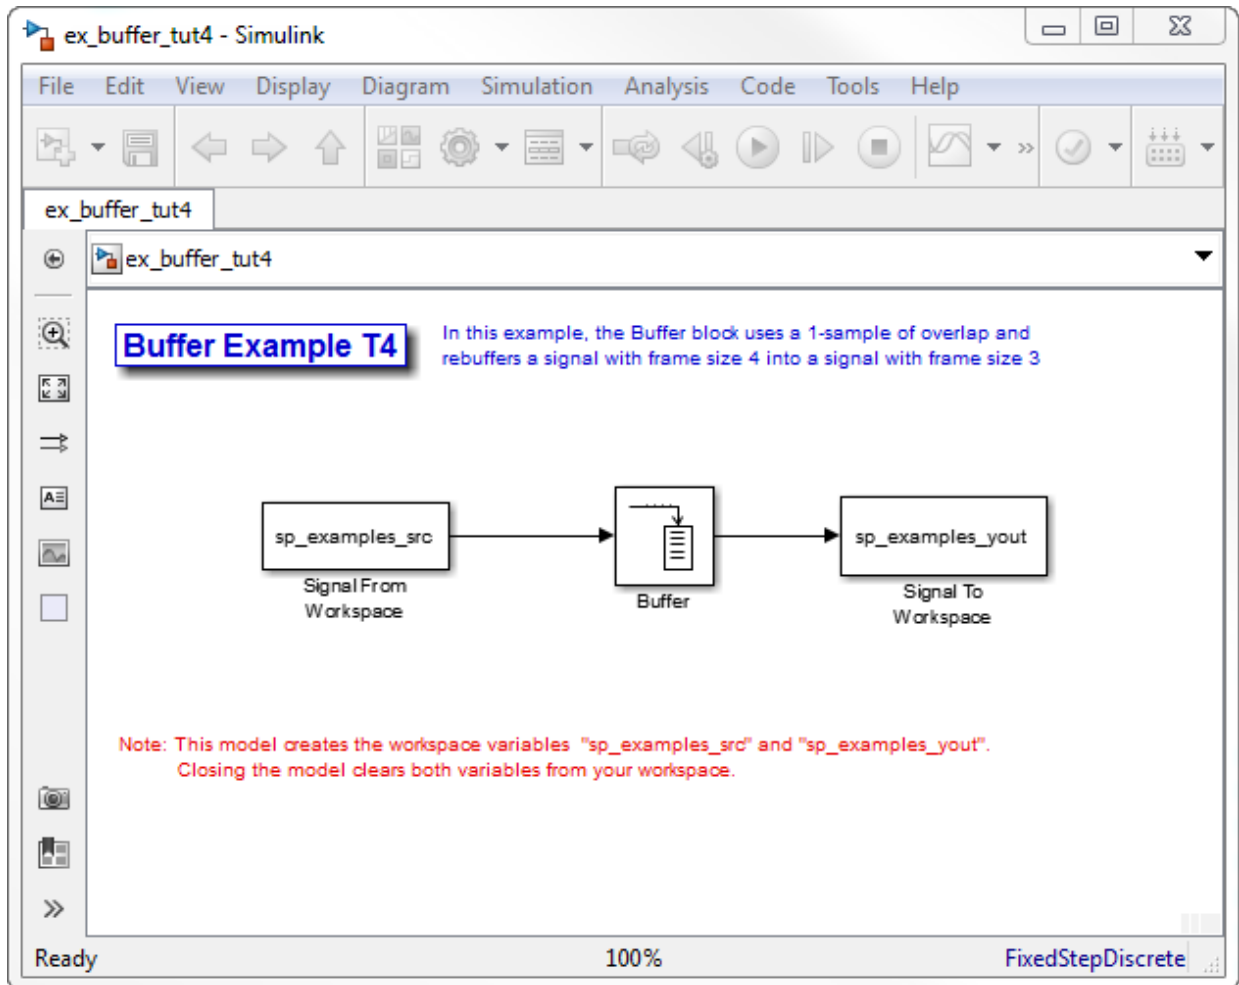 ex_buffer_tut4 - Simulink
File Edit View Display Diagram Simulation Analysis Code Tools Help
ex_buffer_tut4
ex_buffer_tut4
Buffer Example T4
In this example, the Buffer block uses a 1-sample of overlap and
rebuffers a signal with frame size 4 into a signal with frame size 3
sp_examples_src
Signal From
Workspace
Buffer
sp_examples_yout
Signal To
Workspace
Note: This model creates the workspace variables "sp_examples_src" and "sp_examples_yout".
Closing the model clears both variables from your workspace.
Ready 100% FixedStepDiscrete